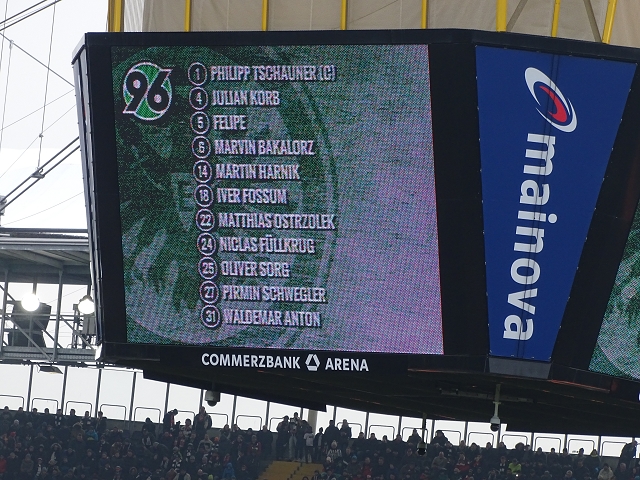 96
1 PHILIPP TSCHAUNER (C)
4 JULIAN KORB
5 FELIPE
6 MARVIN BAKALORZ
14 MARTIN HARNIK
18 IVER FOSSUM
22 MATTHIAS OSTRZOLEK
24 NICLAS FÜLLKRUG
25 OLIVER SORG
27 PIRMIN SCHWEGLER
31 WALDEMAR ANTON
COMMERZBANK ARENA
mainova